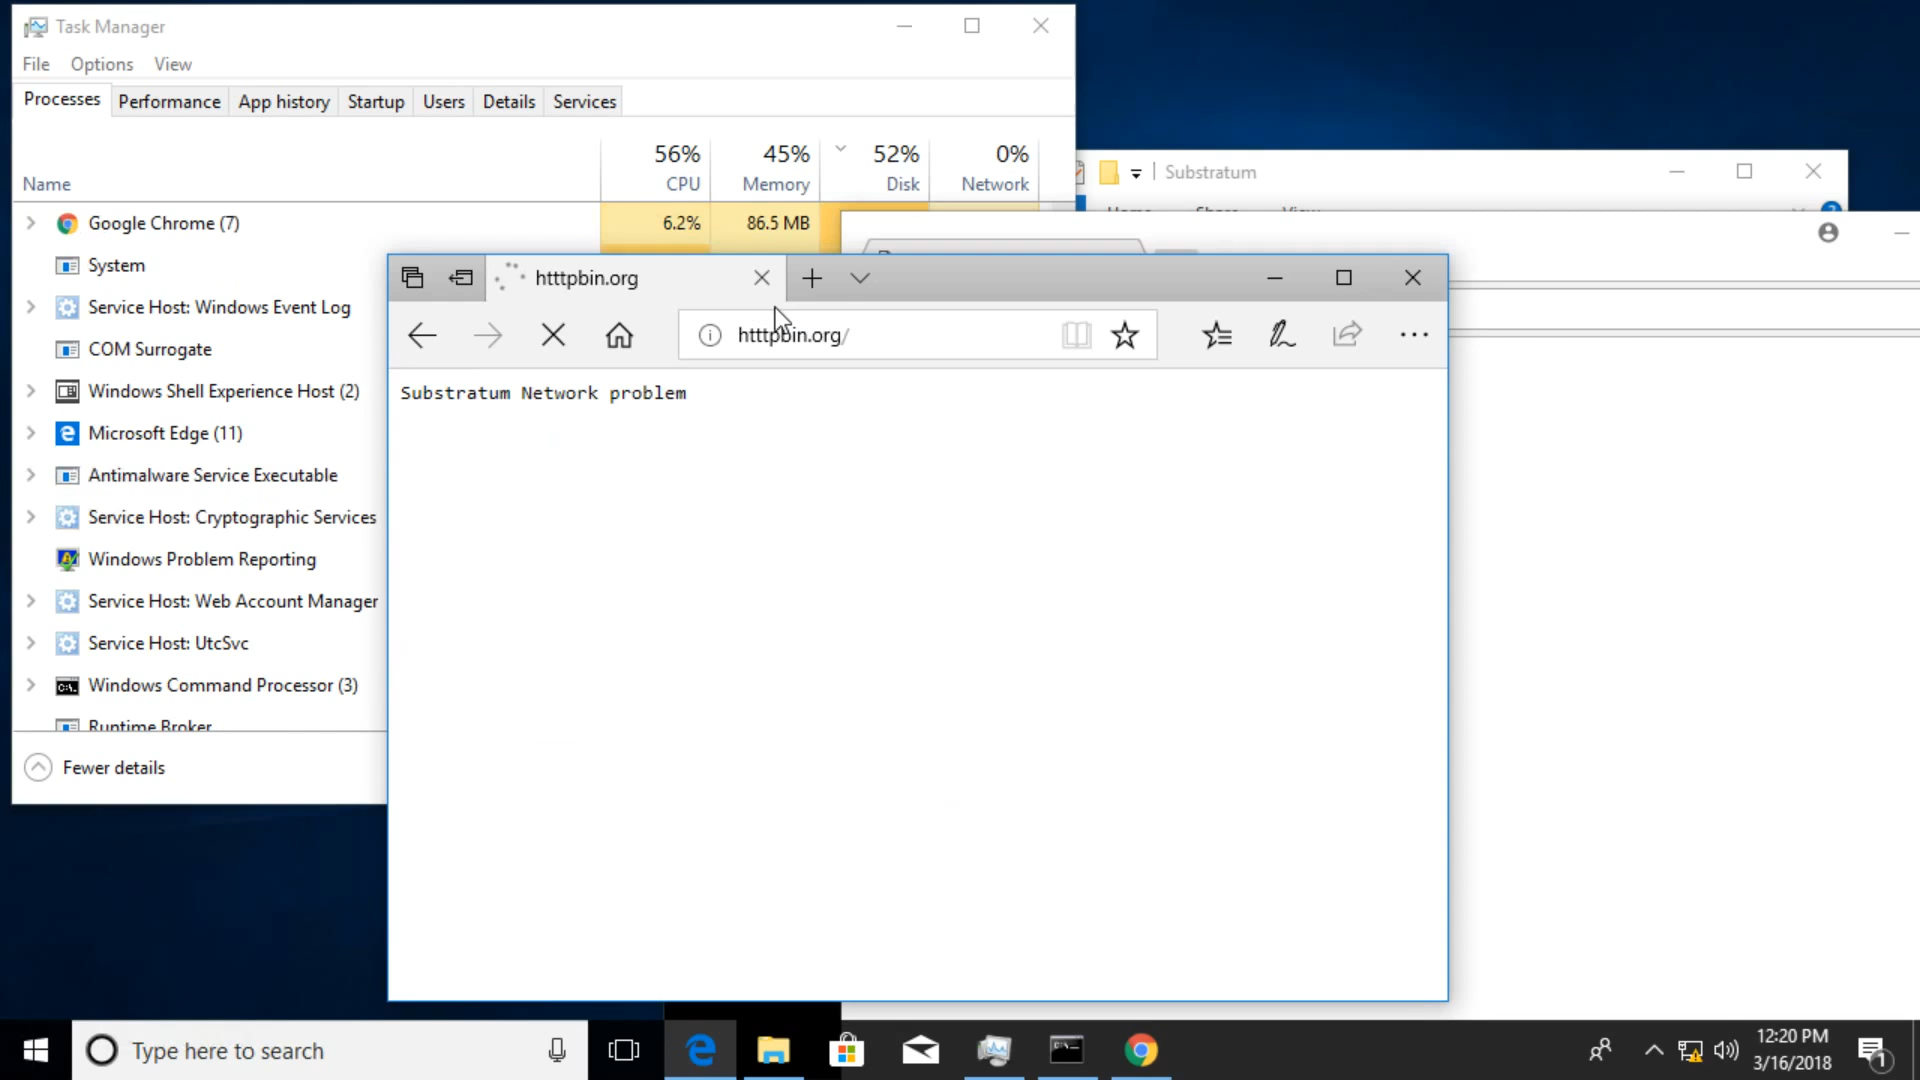 Task Manager
File Options View
Processes Performance App history Startup Users Details Services
56% 45% 52% 0%
Name CPU Memory Disk Network
Google Chrome (7) 6.2% 86.5 MB
System
Service Host: Windows Event Log
COM Surrogate
Windows Shell Experience Host (2)
Microsoft Edge (11)
Antimalware Service Executable
Service Host: Cryptographic Services
Windows Problem Reporting
Service Host: Web Account Manager
Service Host: UtcSvc
Windows Command Processor (3)
Runtime Broker
Fewer details
Substratum
Home Share View
htttpbin.org
htttpbin.org/
Substratum Network problem
Type here to search
12:20 PM
3/16/2018
1